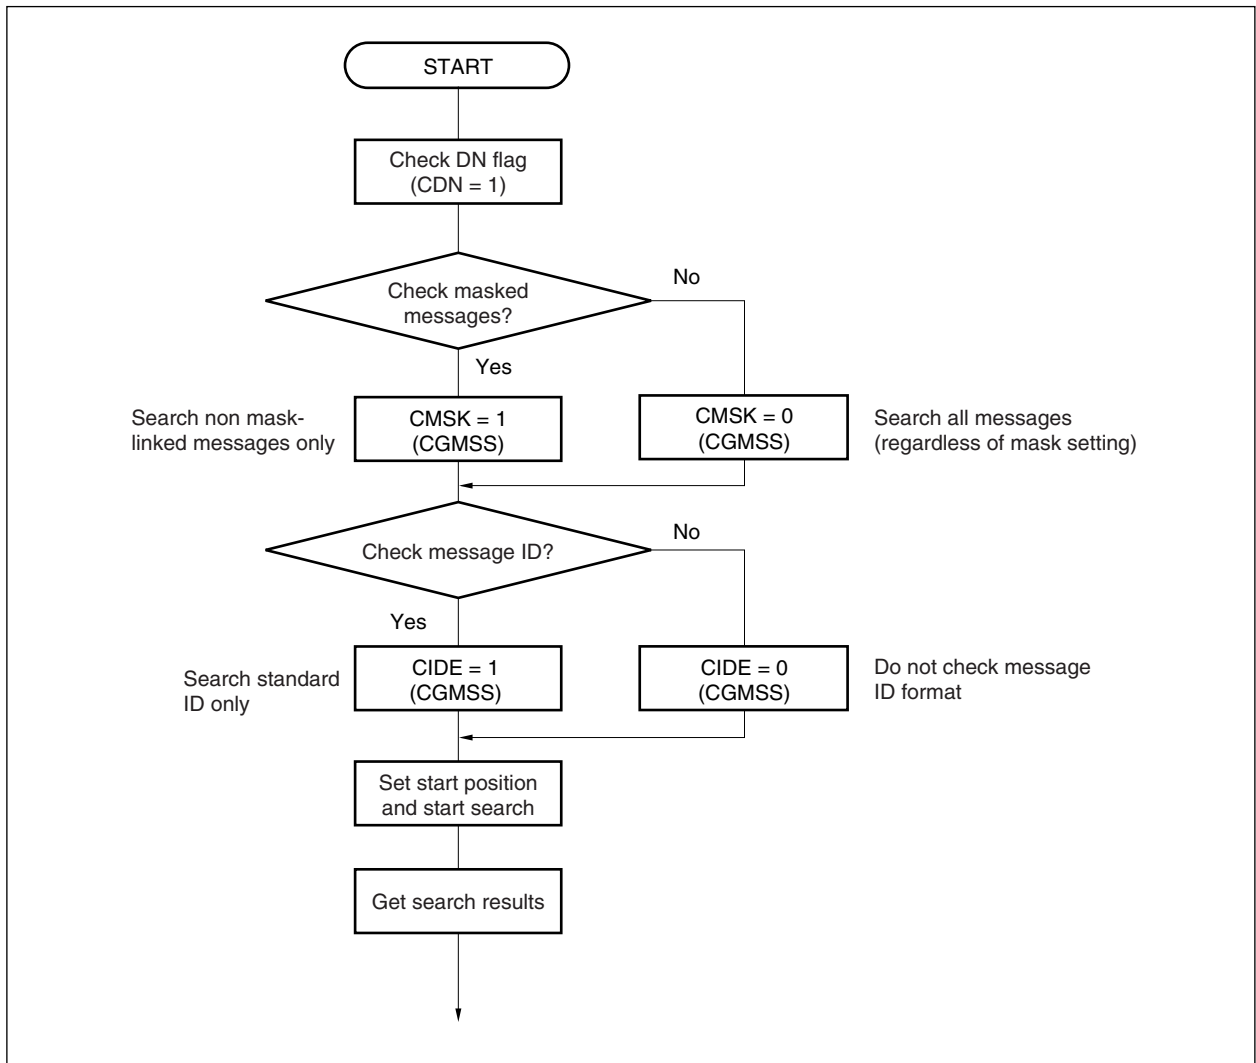 START
Check DN flag
(CDN = 1)
Check masked
messages?
No
Yes
Search non mask-
linked messages only
CMSK = 1
(CGMSS)
CMSK = 0
(CGMSS)
Search all messages
(regardless of mask setting)
Check message ID?
No
Yes
Search standard
ID only
CIDE = 1
(CGMSS)
CIDE = 0
(CGMSS)
Do not check message
ID format
Set start position
and start search
Get search results